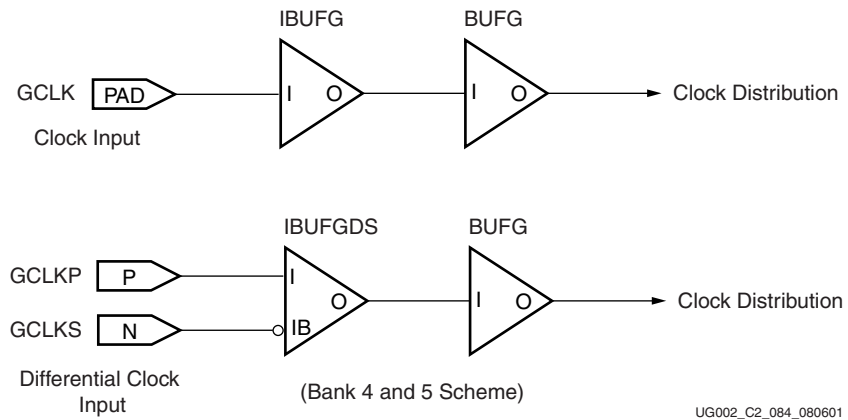 IBUFG
BUFG
GCLK
PAD
I
O
I
O
Clock Distribution
Clock Input
IBUFGDS
BUFG
GCLKP
P
I
O
I
O
Clock Distribution
GCLKS
N
IB
Differential Clock
Input
(Bank 4 and 5 Scheme)
UG002_C2_084_080601